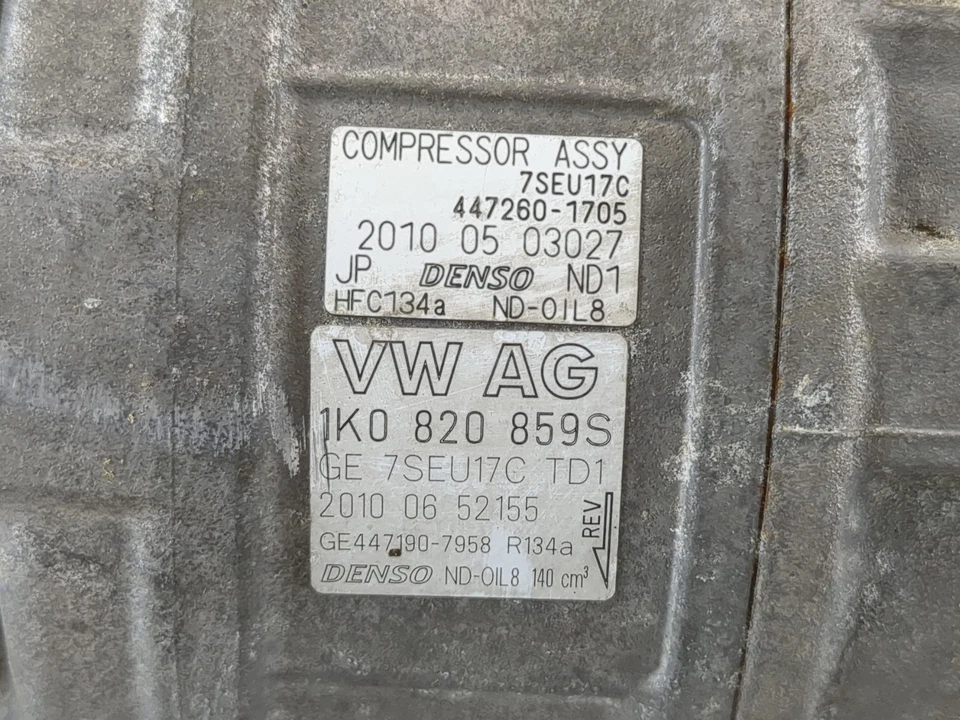 COMPRESSOR ASSY
7SEU17C
447260-1705
2010 05 03027
JP DENSO ND1
HFC134a ND-OIL8
VW AG
1K0 820 859S
GE 7SEU17C TD1
2010 06 52155
GE447190-7958 R134a
REV
DENSO ND-OIL8 140 cm³